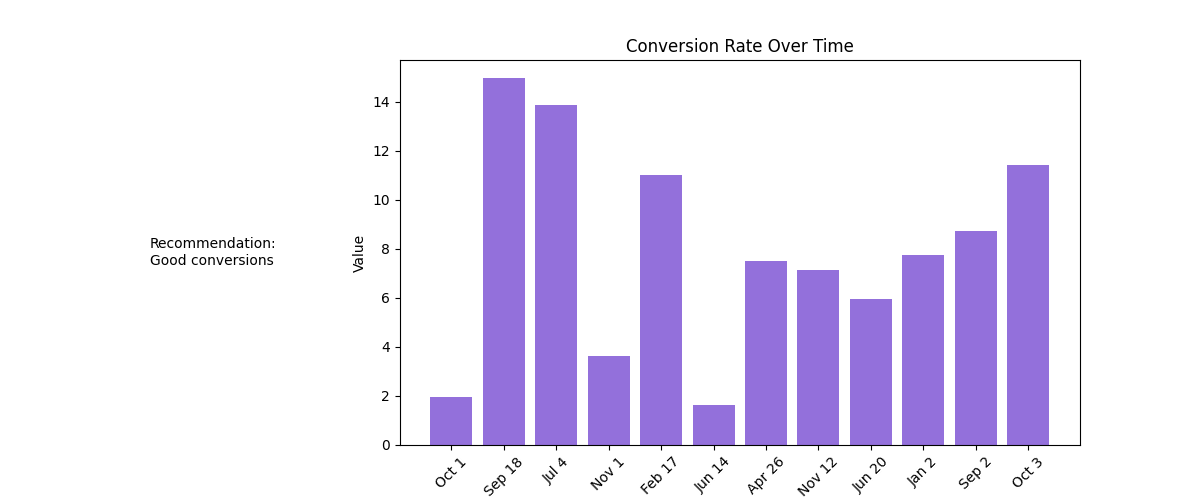 Conversion Rate Over Time
Recommendation:
Good conversions
Value
14
12
10
8
6
4
2
0
Oct 1
Sep 18
Jul 4
Nov 1
Feb 17
Jun 14
Apr 26
Nov 12
Jun 20
Jan 2
Sep 2
Oct 3